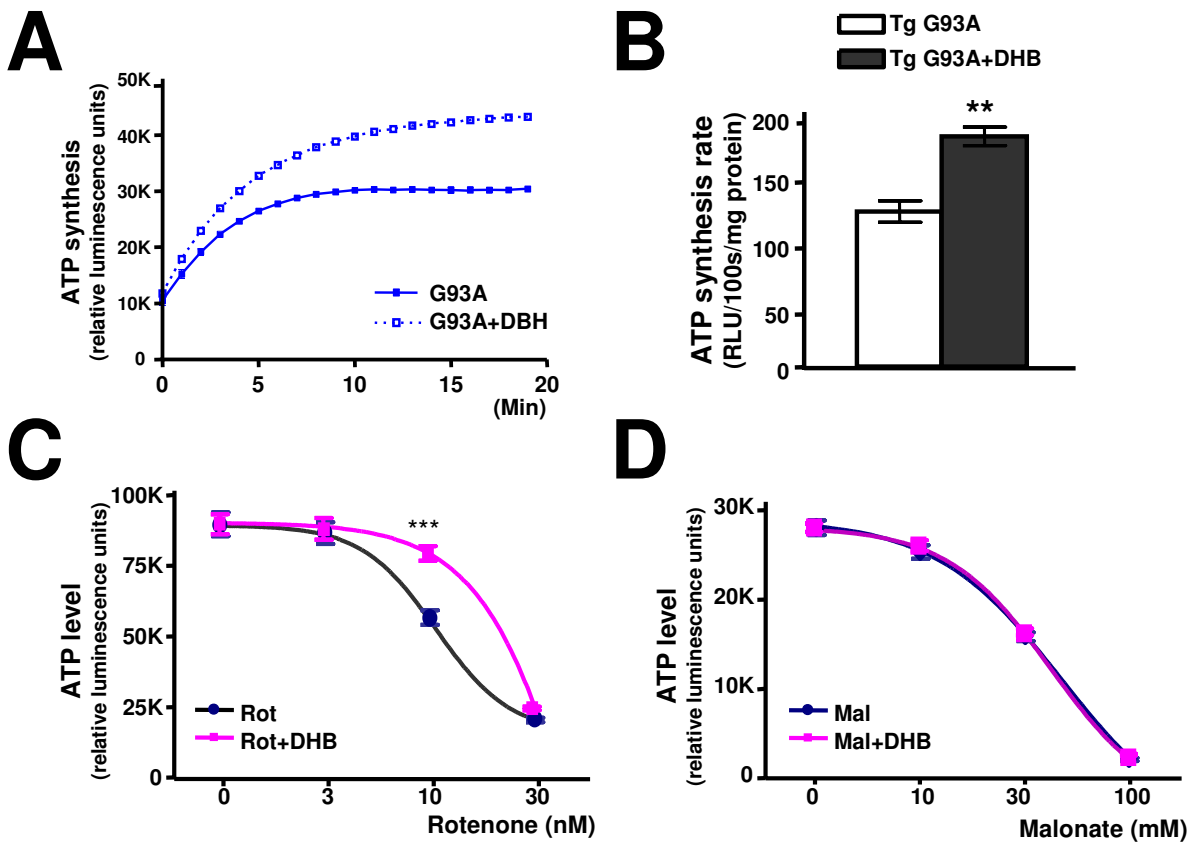 A
ATP synthesis
(relative luminescence units)
50K
40K
30K
20K
10K
0
0 5 10 15 20
(Min)
G93A
G93A+DBH
B
Tg G93A
Tg G93A+DHB
ATP synthesis rate
(RLU/100s/mg protein)
200
150
100
50
0
**
C
ATP level
(relative luminescence units)
100K
75K
50K
25K
0
***
Rot
Rot+DHB
0 3 10 30
Rotenone (nM)
D
ATP level
(relative luminescence units)
30K
20K
10K
0
Mal
Mal+DHB
0 10 30 100
Malonate (mM)